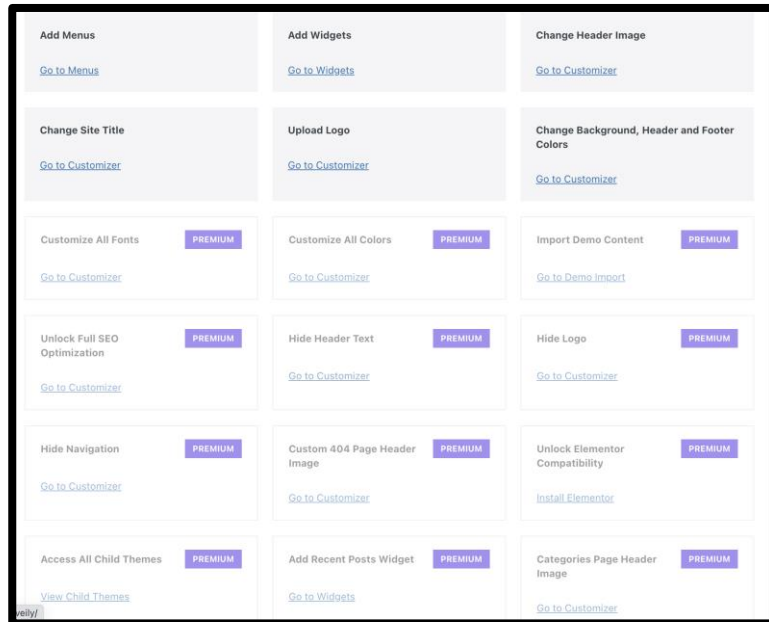 Add Menus
Go to Menus
Add Widgets
Go to Widgets
Change Header Image
Go to Customizer
Change Site Title
Go to Customizer
Upload Logo
Go to Customizer
Change Background, Header and Footer
Colors
Go to Customizer
Customize All Fonts
PREMIUM
Go to Customizer
Customize All Colors
PREMIUM
Go to Customizer
Import Demo Content
PREMIUM
Go to Demo Import
Unlock Full SEO
Optimization
PREMIUM
Go to Customizer
Hide Header Text
PREMIUM
Go to Customizer
Hide Logo
PREMIUM
Go to Customizer
Hide Navigation
PREMIUM
Go to Customizer
Custom 404 Page Header
Image
PREMIUM
Go to Customizer
Unlock Elementor
Compatibility
PREMIUM
Install Elementor
Access All Child Themes
PREMIUM
View Child Themes
Add Recent Posts Widget
PREMIUM
Go to Widgets
Categories Page Header
Image
PREMIUM
Go to Customizer
veily/